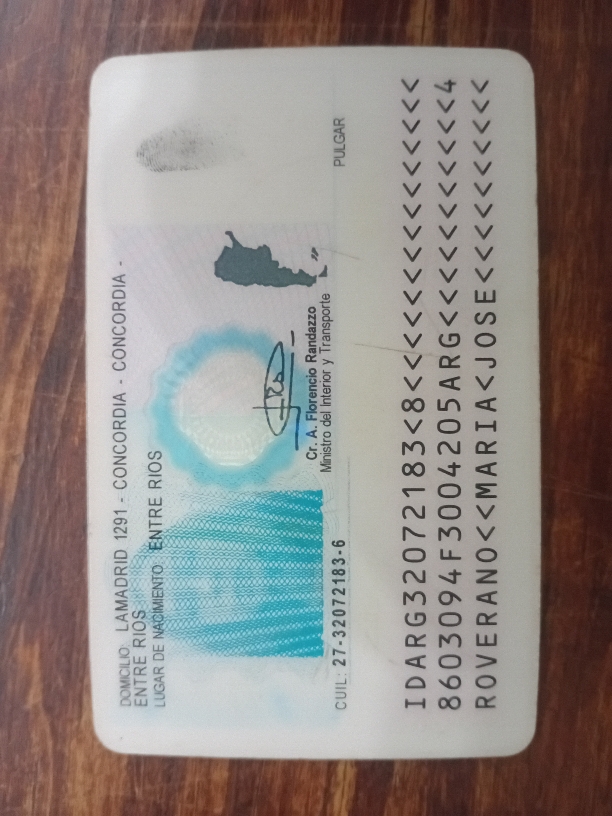 DOMICILIO: LAMADRID 1291 - CONCORDIA - CONCORDIA -
ENTRE RIOS
LUGAR DE NACIMIENTO: ENTRE RIOS
Cr. A. Florencio Randazzo
Ministro del Interior y Transporte
PULGAR
CUIL: 27-32072183-6
IDARG32072183<8<<<<<<<<<<<<<<<
8603094F3004205ARG<<<<<<<<<<<4
ROVERANO<<MARIA<JOSE<<<<<<<<<<